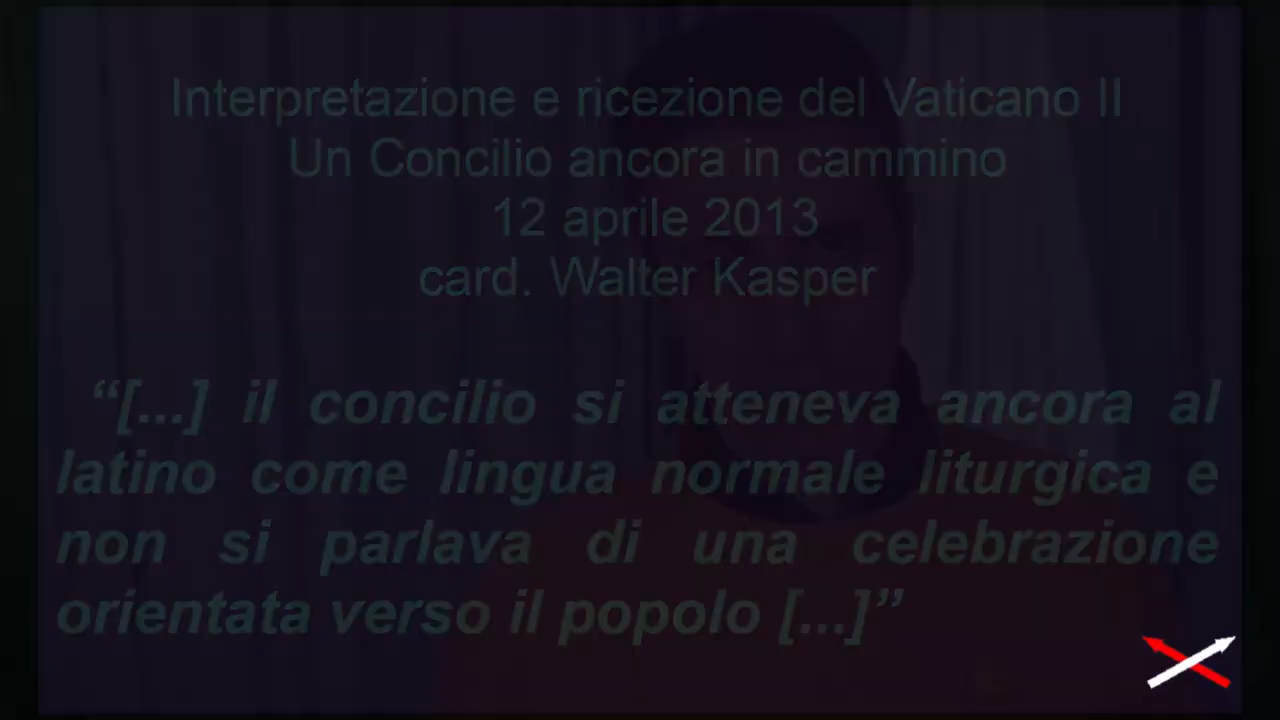 Interpretazione e ricezione del Vaticano II
Un Concilio ancora in cammino
12 aprile 2013
card. Walter Kasper
“[...] il concilio si atteneva ancora al
latino come lingua normale liturgica e
non si parlava di una celebrazione
orientata verso il popolo [...]”